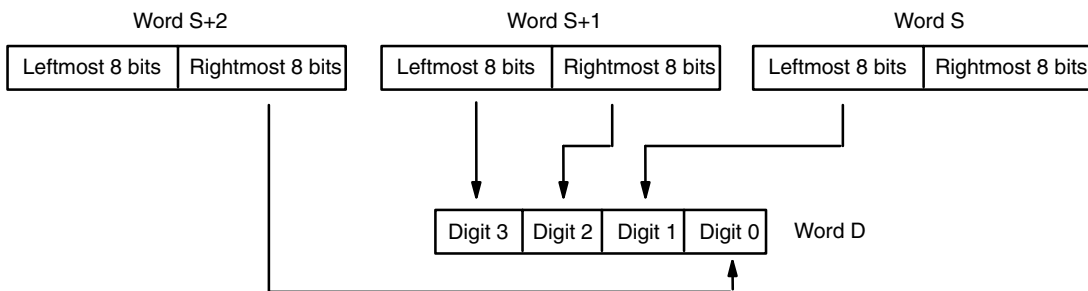 Word S+2 Word S+1 Word S
Leftmost 8 bits Rightmost 8 bits Leftmost 8 bits Rightmost 8 bits Leftmost 8 bits Rightmost 8 bits
Digit 3 Digit 2 Digit 1 Digit 0 Word D